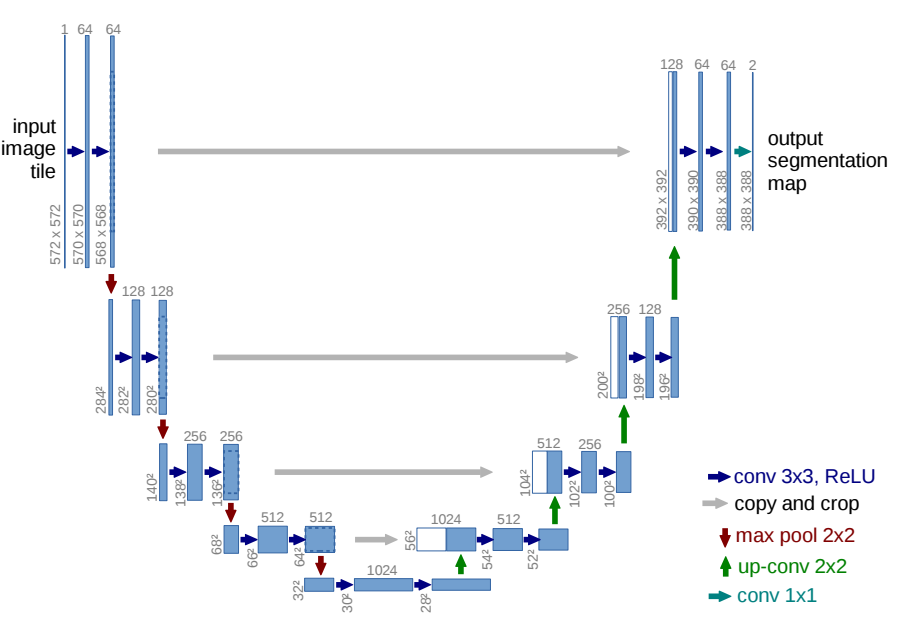 1 64 64
128
64 64 2
input
image
tile
output
segmentation
map
572 x 572
570 x 570
568 x 568
392 x 392
390 x 390
388 x 388
388 x 388
128 128
256 128
284²
282²
280²
200²
198²
196²
256 256
512 256
140²
138²
136²
104²
102²
100²
512 512
1024 512
68²
66²
64²
56²
54²
52²
1024
32²
30²
28²
conv 3x3, ReLU
copy and crop
max pool 2x2
up-conv 2x2
conv 1x1